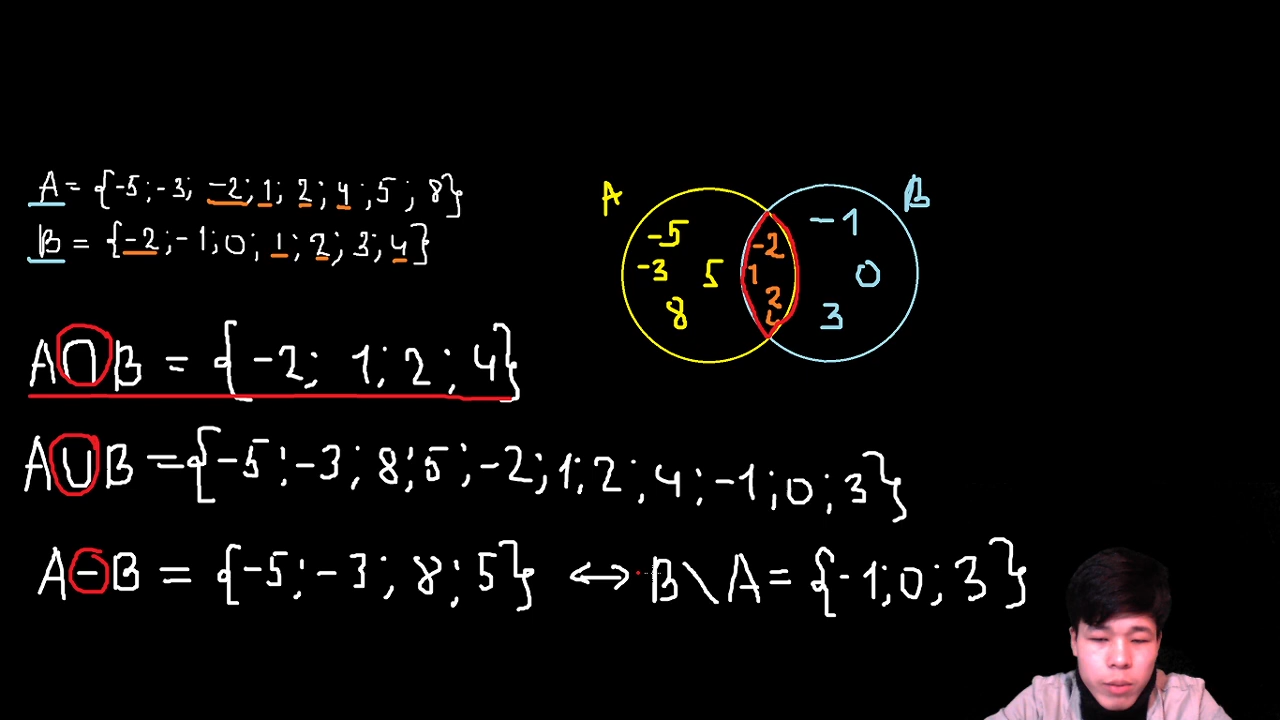 A = {-5; -3; -2; 1; 2; 4; 5; 8}
B = {-2; -1; 0; 1; 2; 3; 4}
A B
-5 -2 -1
-3 5 1 0
8 2 3
4
A∩B = {-2; 1; 2; 4}
A∪B = {-5; -3; 8; 5; -2; 1; 2; 4; -1; 0; 3}
A-B = {-5; -3; 8; 5} ↔ B\A = {-1; 0; 3}